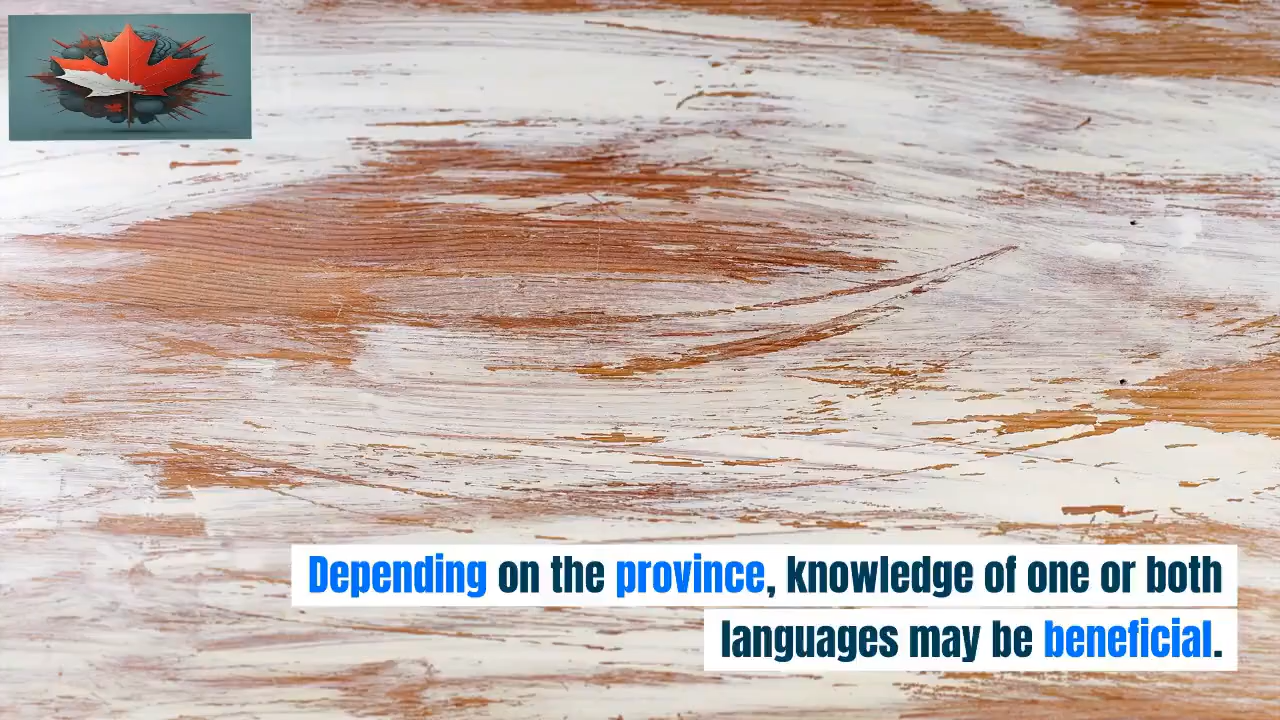 Depending on the province, knowledge of one or both
languages may be beneficial.